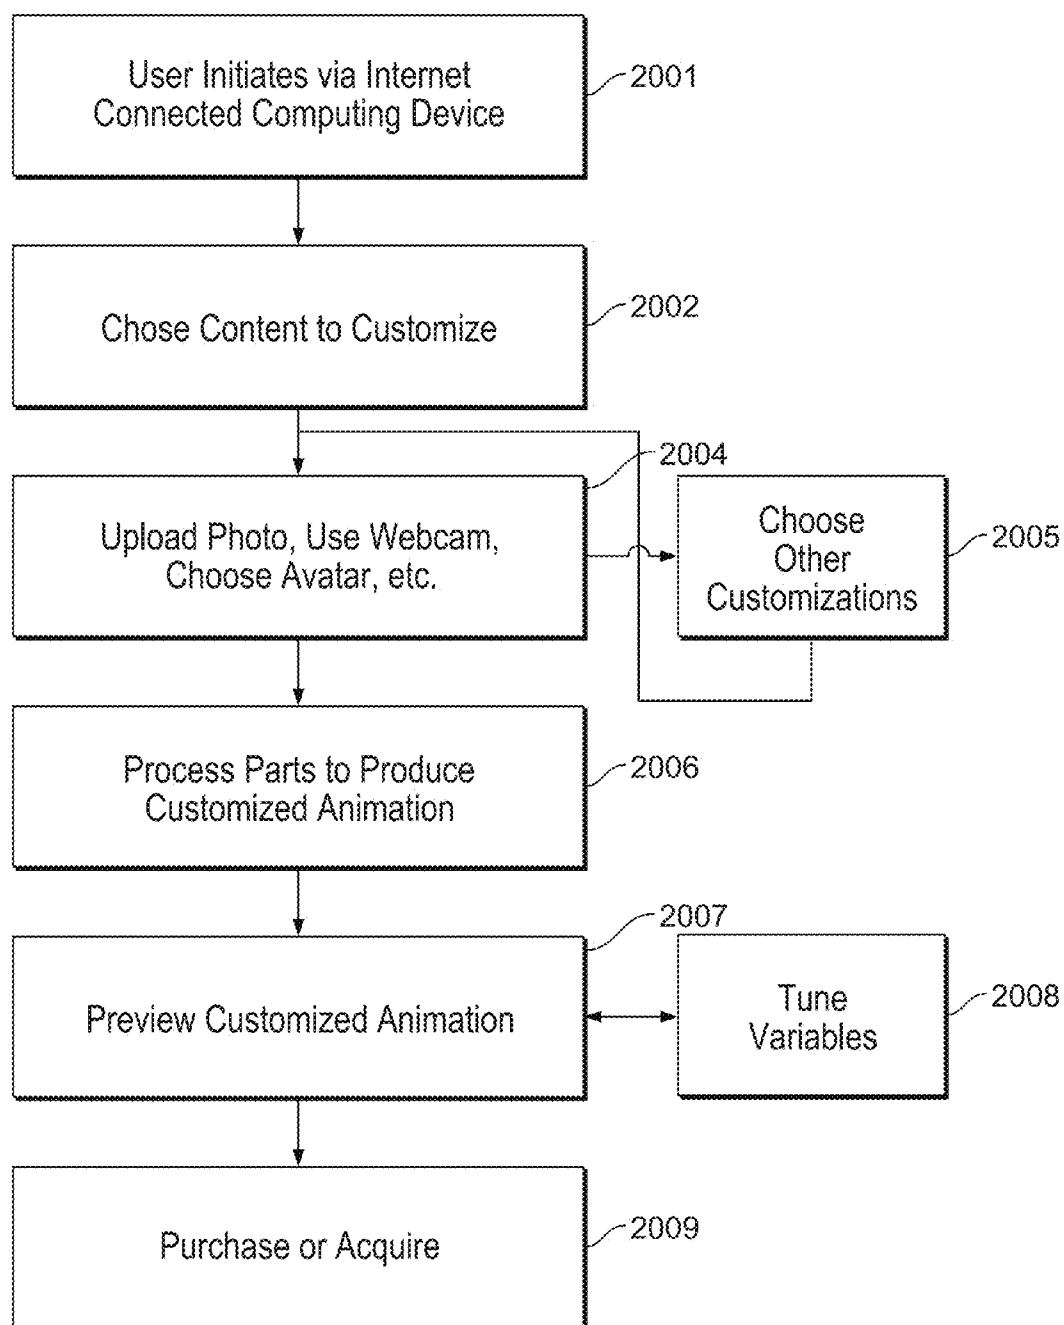 User Initiates via Internet
Connected Computing Device
2001
Chose Content to Customize
2002
Upload Photo, Use Webcam,
Choose Avatar, etc.
2004
Choose
Other
Customizations
2005
Process Parts to Produce
Customized Animation
2006
Preview Customized Animation
2007
Tune
Variables
2008
Purchase or Acquire
2009